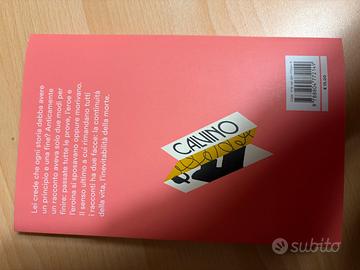 Lei crede che ogni storia debba avere
un principio e una fine? Anticamente
un racconto aveva solo due modi per
finire: passate tutte le prove, l'eroe e
l'eroina si sposavano oppure morivano.
Il senso ultimo a cui rimandano tutti
i racconti ha due facce: la continuità
della vita, l'inevitabilità della morte.
CALVINO
subito